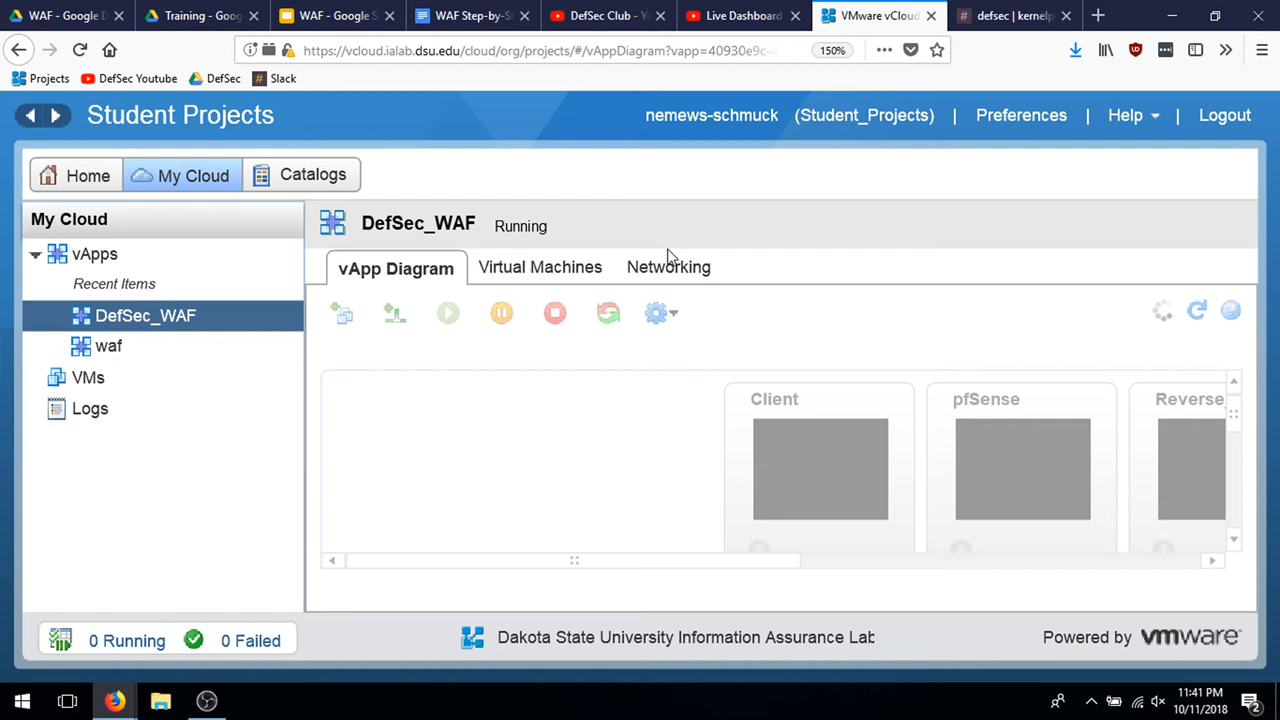 WAF - Google D
Training - Goog
WAF - Google S
WAF Step-by-S
DefSec Club - Yo
Live Dashboard
VMware vCloud
defsec | kernelp
https://vcloud.ialab.dsu.edu/cloud/org/projects/#/vAppDiagram?vapp=40930e9c-4
150%
Projects
DefSec Youtube
DefSec
Slack
Student Projects
nemews-schmuck (Student_Projects) | Preferences | Help | Logout
Home
My Cloud
Catalogs
My Cloud
DefSec_WAF Running
vApps
Recent Items
vApp Diagram
Virtual Machines
Networking
DefSec_WAF
waf
VMs
Logs
Client
pfSense
Reverse
0 Running
0 Failed
Dakota State University Information Assurance Lab
Powered by vmware
11:41 PM
10/11/2018
2